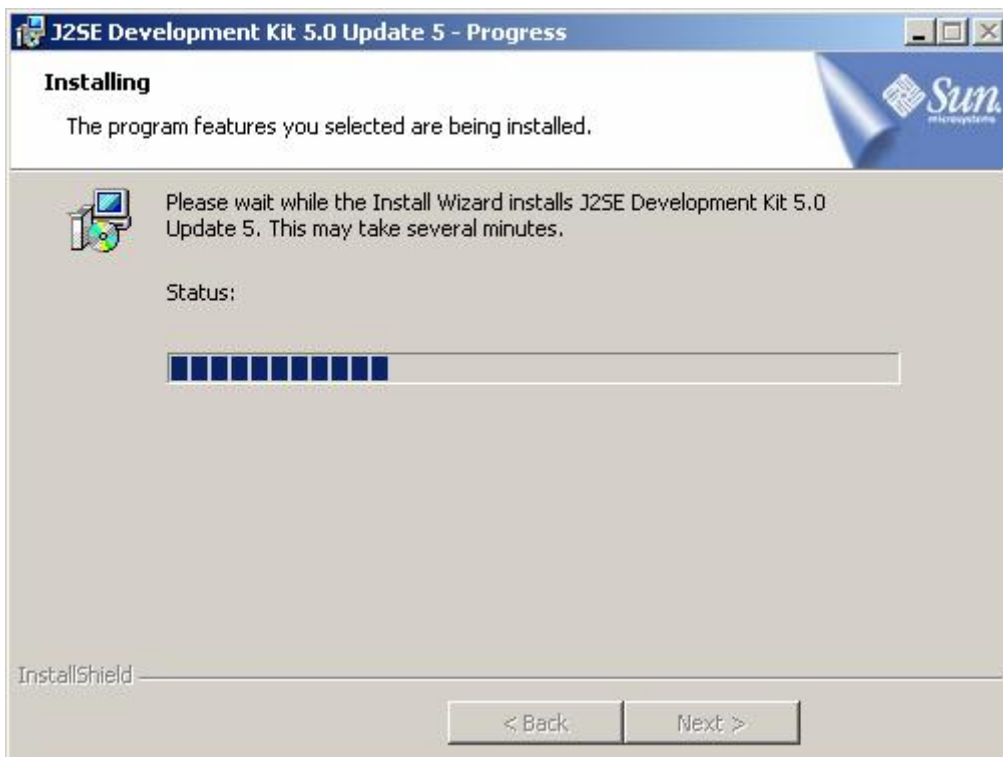 J2SE Development Kit 5.0 Update 5 - Progress
Installing
The program features you selected are being installed.
Sun
microsystems
Please wait while the Install Wizard installs J2SE Development Kit 5.0
Update 5. This may take several minutes.
Status:
InstallShield
< Back
Next >